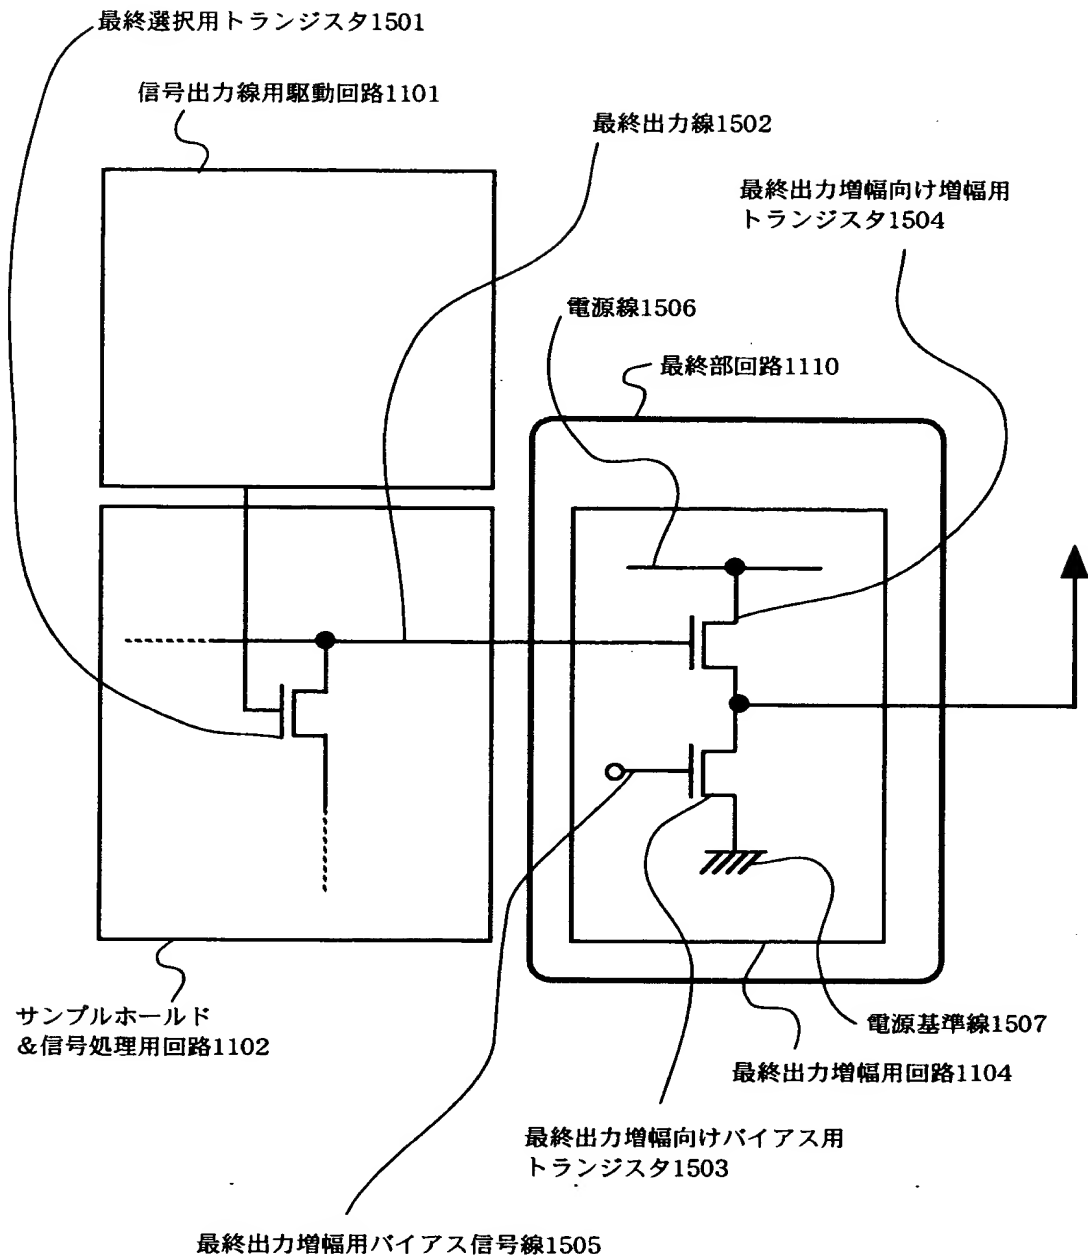 最終選択用トランジスタ1501
信号出力線用駆動回路1101
最終出力線1502
最終出力増幅向け増幅用
トランジスタ1504
電源線1506
最終部回路1110
サンプルホールド
&信号処理用回路1102
電源基準線1507
最終出力増幅用回路1104
最終出力増幅向けバイアス用
トランジスタ1503
最終出力増幅用バイアス信号線1505